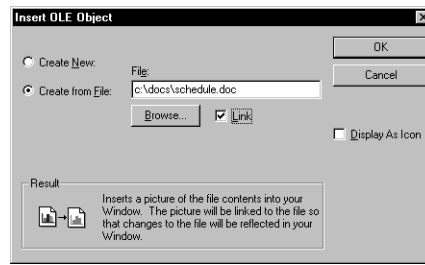 Insert OLE Object
OK
Create New:
File:
Cancel
Create from File:
c:\docs\schedule.doc
Browse...
Link
Display As Icon
Result
Inserts a picture of the file contents into your
Window. The picture will be linked to the file so
that changes to the file will be reflected in your
Window.